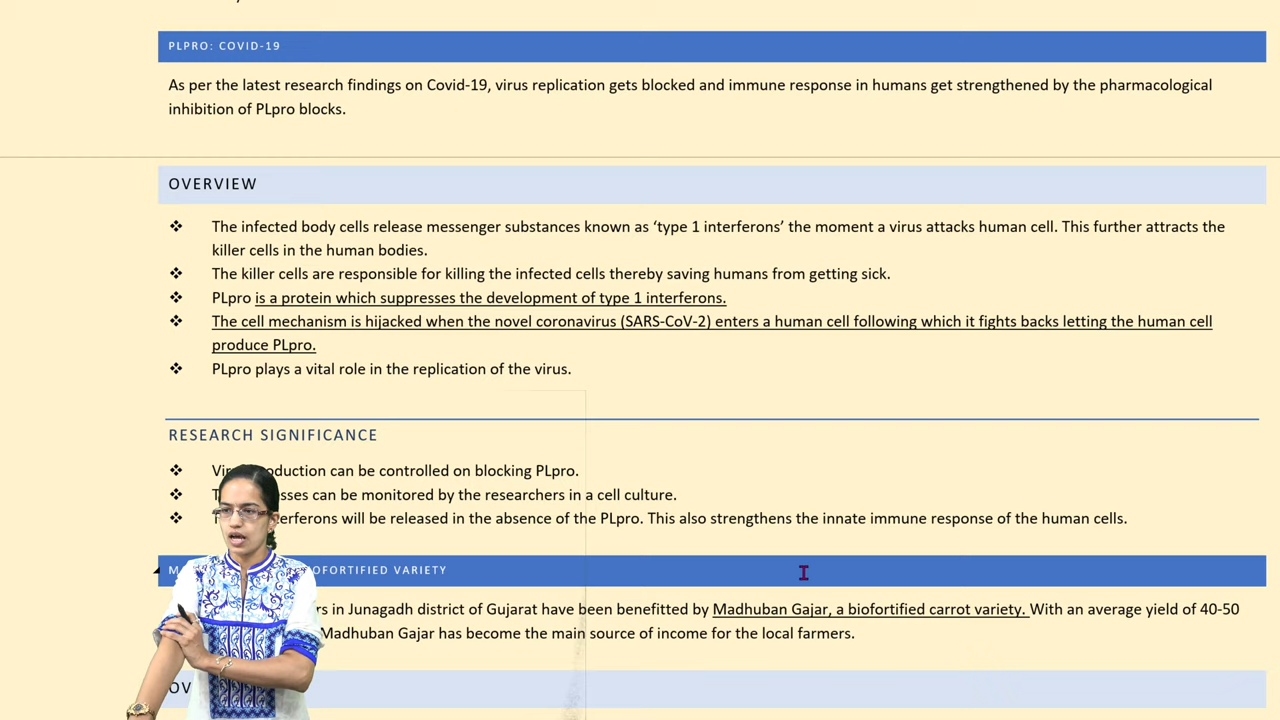 PLPRO: COVID-19
As per the latest research findings on Covid-19, virus replication gets blocked and immune response in humans get strengthened by the pharmacological
inhibition of PLpro blocks.
OVERVIEW
❖ The infected body cells release messenger substances known as ‘type 1 interferons’ the moment a virus attacks human cell. This further attracts the
killer cells in the human bodies.
❖ The killer cells are responsible for killing the infected cells thereby saving humans from getting sick.
❖ PLpro is a protein which suppresses the development of type 1 interferons.
❖ The cell mechanism is hijacked when the novel coronavirus (SARS-CoV-2) enters a human cell following which it fights backs letting the human cell
produce PLpro.
❖ PLpro plays a vital role in the replication of the virus.
RESEARCH SIGNIFICANCE
❖ can be controlled on blocking PLpro.
❖ can be monitored by the researchers in a cell culture.
❖ will be released in the absence of the PLpro. This also strengthens the innate immune response of the human cells.
VARIETY
in Junagadh district of Gujarat have been benefitted by Madhuban Gajar, a biofortified carrot variety. With an average yield of 40-50
Madhuban Gajar has become the main source of income for the local farmers.